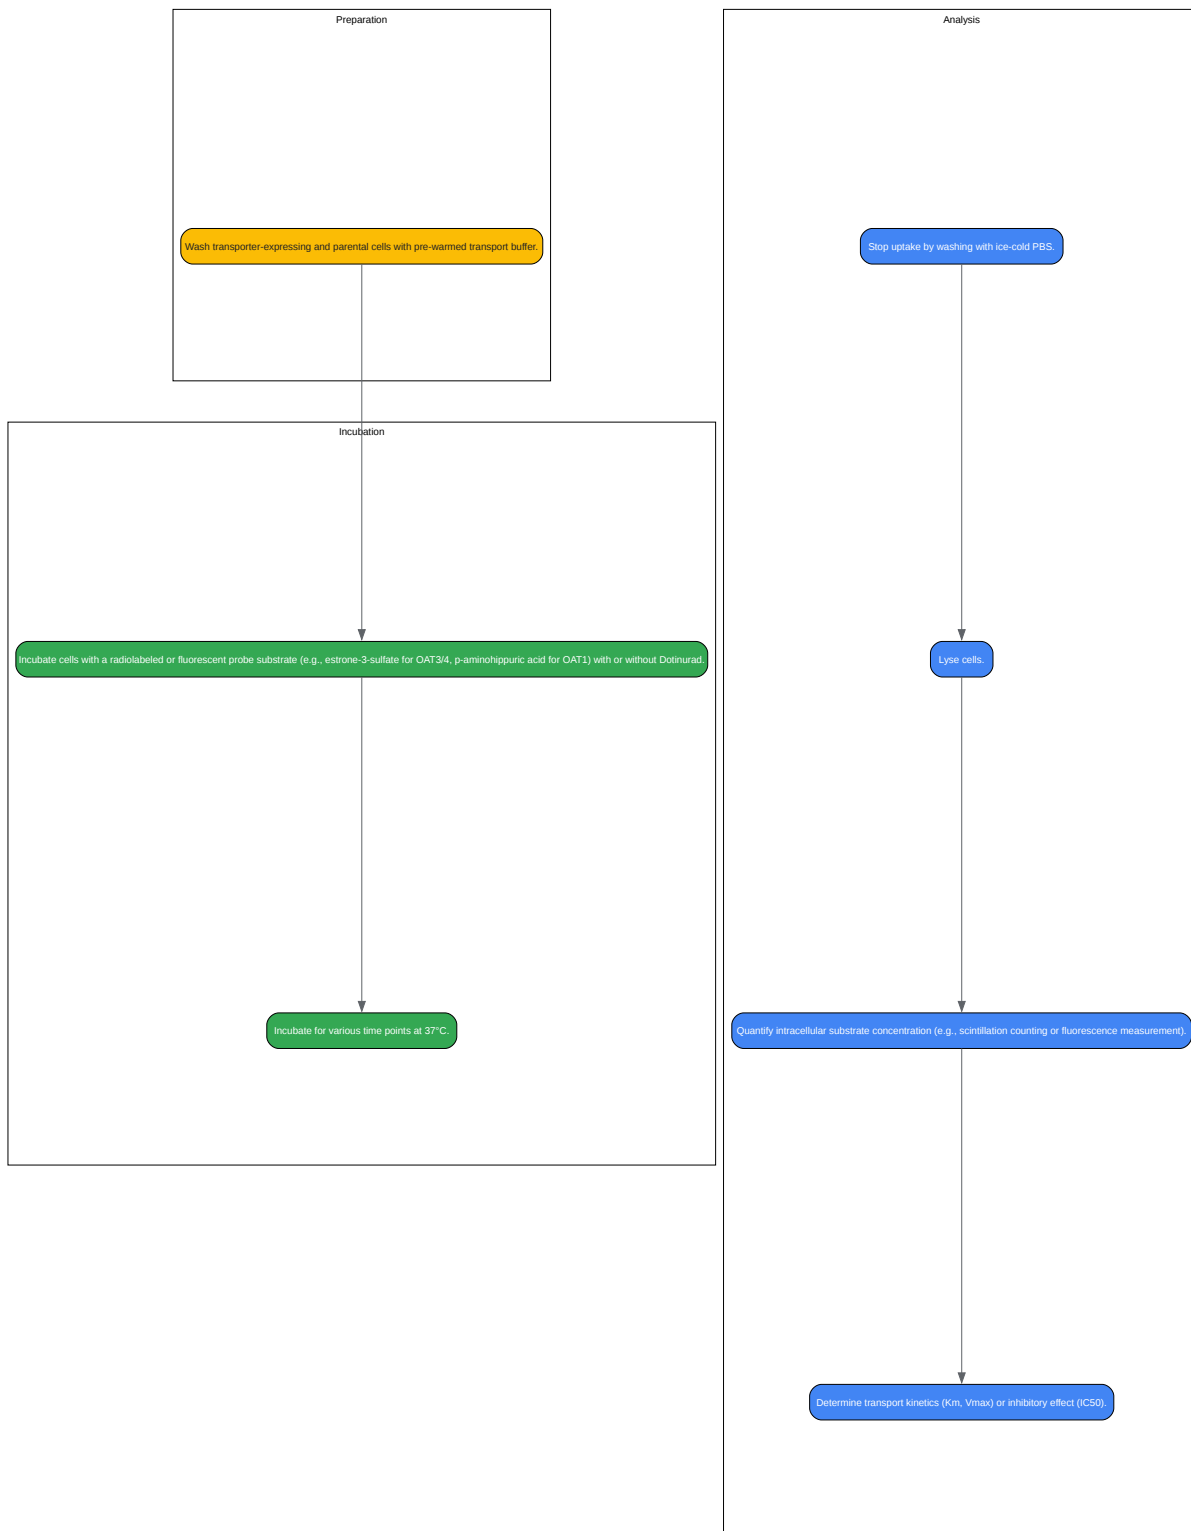 Preparation
Wash transporter-expressing and parental cells with pre-warmed transport buffer.
Incubation
Incubate cells with a radiolabeled or fluorescent probe substrate (e.g., estrone-3-sulfate for OAT3/4, p-aminohippuric acid for OAT1) with or without Dotinurad.
Incubate for various time points at 37°C.
Analysis
Stop uptake by washing with ice-cold PBS.
Lyse cells.
Quantify intracellular substrate concentration (e.g., scintillation counting or fluorescence measurement).
Determine transport kinetics (Km, Vmax) or inhibitory effect (IC50).